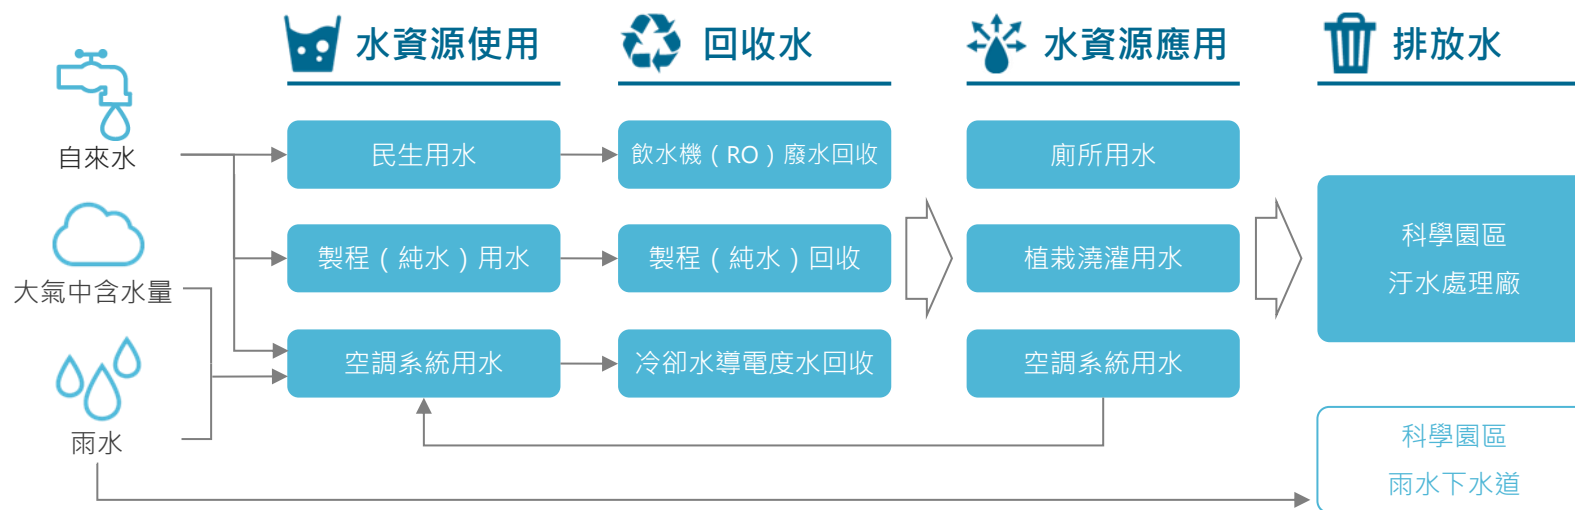 水資源使用
回收水
水資源應用
排放水
自來水
大氣中含水量
雨水
民生用水
飲水機（RO）廢水回收
廁所用水
製程（純水）用水
製程（純水）回收
植栽澆灌用水
空調系統用水
冷卻水導電度水回收
空調系統用水
科學園區
汙水處理廠
科學園區
雨水下水道